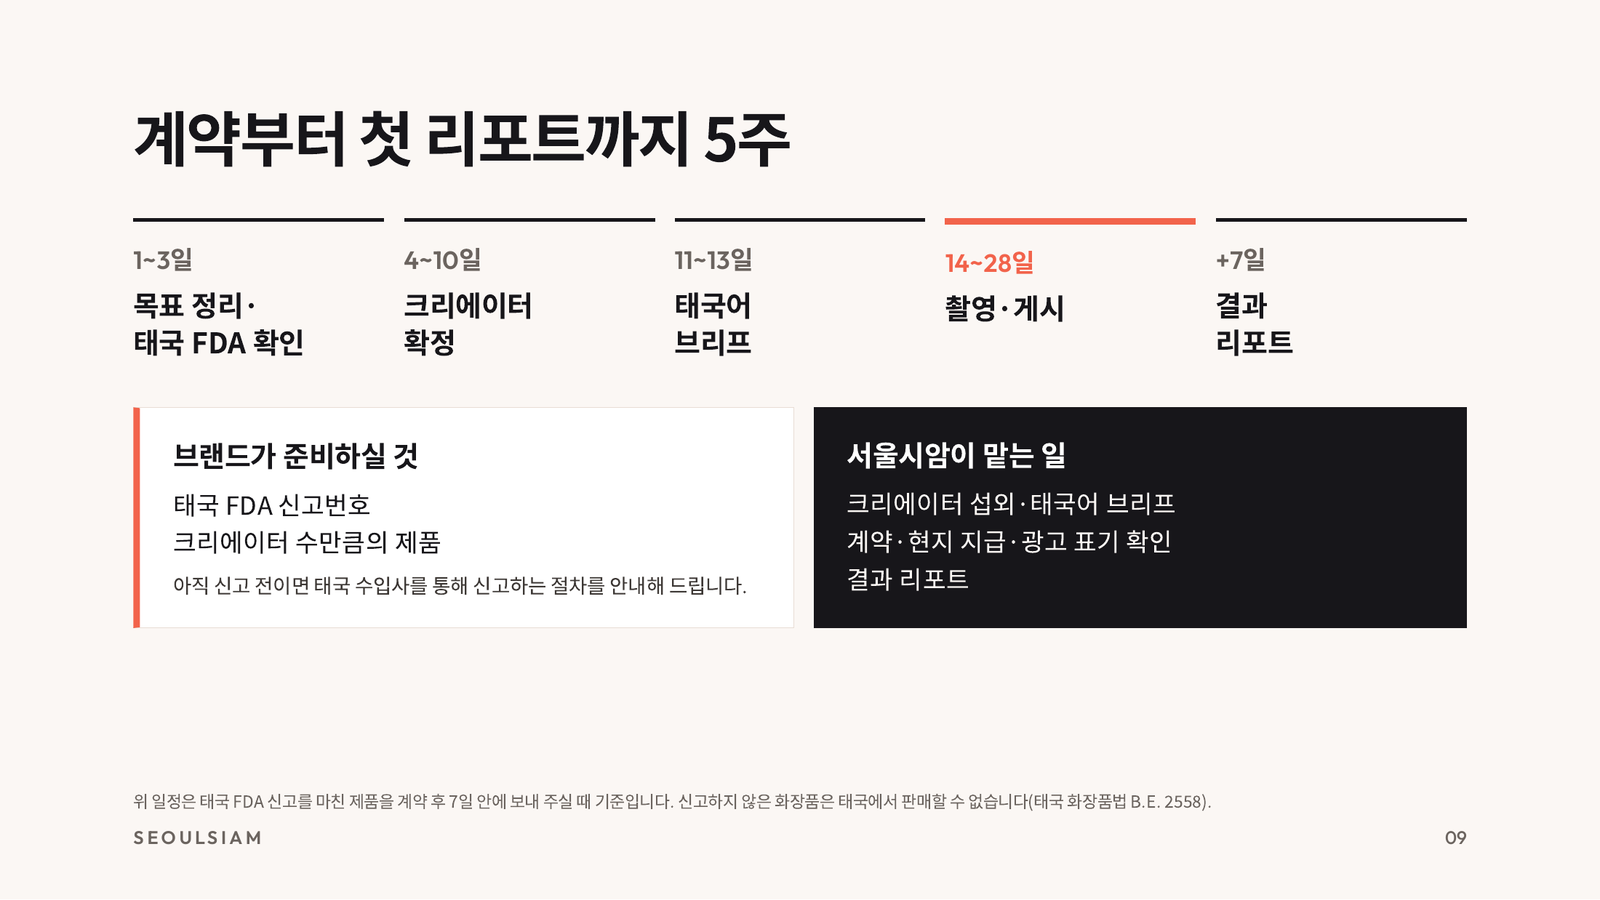 계약부터 첫 리포트까지 5주
1~3일
목표 정리·
태국 FDA 확인
4~10일
크리에이터
확정
11~13일
태국어
브리프
14~28일
촬영·게시
+7일
결과
리포트
브랜드가 준비하실 것
태국 FDA 신고번호
크리에이터 수만큼의 제품
아직 신고 전이면 태국 수입사를 통해 신고하는 절차를 안내해 드립니다.
서울시암이 맡는 일
크리에이터 섭외·태국어 브리프
계약·현지 지급·광고 표기 확인
결과 리포트
위 일정은 태국 FDA 신고를 마친 제품을 계약 후 7일 안에 보내 주실 때 기준입니다. 신고하지 않은 화장품은 태국에서 판매할 수 없습니다(태국 화장품법 B.E. 2558).
SEOULSIAM
09